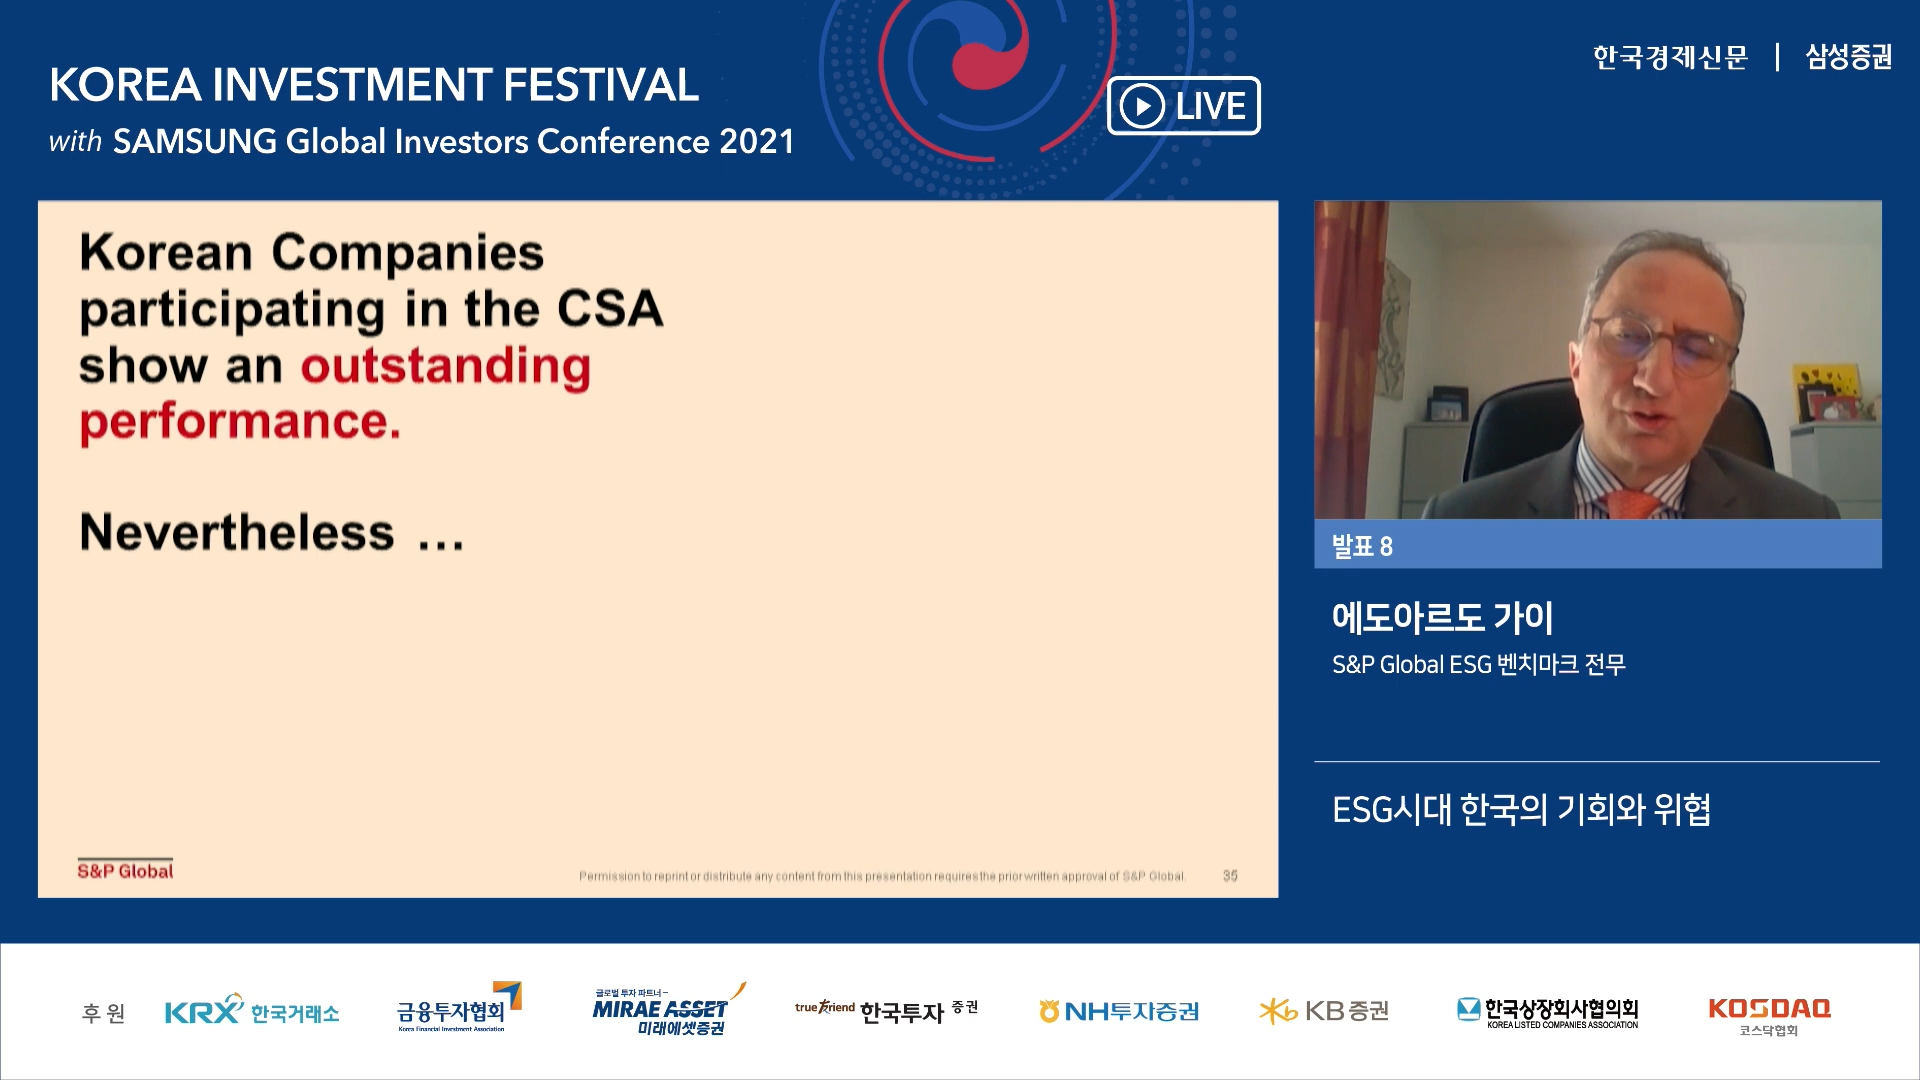 KOREA INVESTMENT FESTIVAL
with SAMSUNG Global Investors Conference 2021
LIVE
한국경제신문 | 삼성증권
Korean Companies
participating in the CSA
show an outstanding
performance.
Nevertheless ...
S&P Global
Permission to reprint or distribute any content from this presentation requires the prior written approval of S&P Global.
35
발표 8
에도아르도 가이
S&P Global ESG 벤치마크 전무
ESG시대 한국의 기회와 위협
후원
KRX 한국거래소
금융투자협회
Korea Financial Investment Association
글로벌 투자 파트너 –
MIRAE ASSET
미래에셋증권
true Friend 한국투자 증권
NH투자증권
KB증권
한국상장회사협의회
KOREA LISTED COMPANIES ASSOCIATION
KOSDAQ
코스닥협회